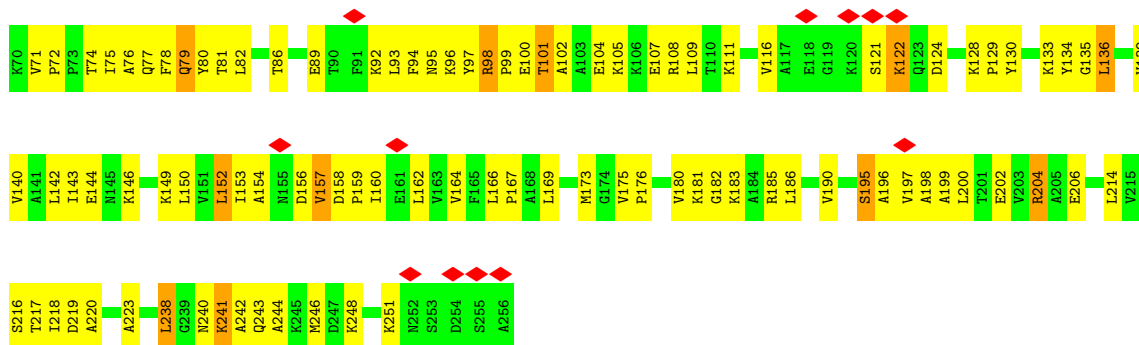 K70 V71 P72 P73 T74 I75 A76 Q77 F78 Q79 Y80 T81 L82 T86 E89 T90 F91 K92 L93 F94 N95 K96 Y97 R98 P99 E100 T101 A102 A103 E104 K105 K106 E107 R108 L109 T110 K111 V116 A117 E118 G119 K120 S121 K122 Q123 D124 K128 P129 Y130 K133 Y134 G135 L136
V140 A141 L142 I143 E144 N145 K146 K149 L150 V151 L152 I153 A154 N155 D156 V157 D158 P159 I160 E161 L162 V163 V164 F165 L166 P167 A168 L169 M173 G174 V175 P176 V180 K181 G182 K183 A184 R185 L186 V190 S195 A196 V197 A198 A199 L200 T201 E202 V203 R204 A205 E206 L214 V215
S216 T217 I218 D219 A220 A223 L238 G239 N240 K241 A242 Q243 A244 K245 M246 D247 K248 K251 N252 S253 D254 S255 A256